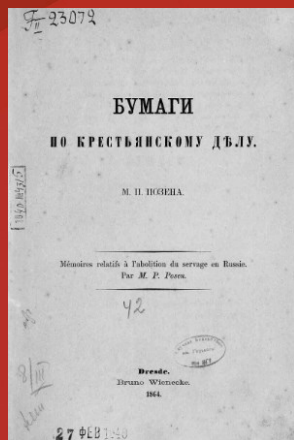 F
II 23072
БУМАГИ
ПО КРЕСТЬЯНСКОМУ ДѢЛУ.
М. П. ПОЗЕНА.
Mémoires relatifs à l'abolition du servage en Russie.
Par M. P. Posen.
42
Dresde.
Bruno Wienecke.
1864.
27 ФЕВ